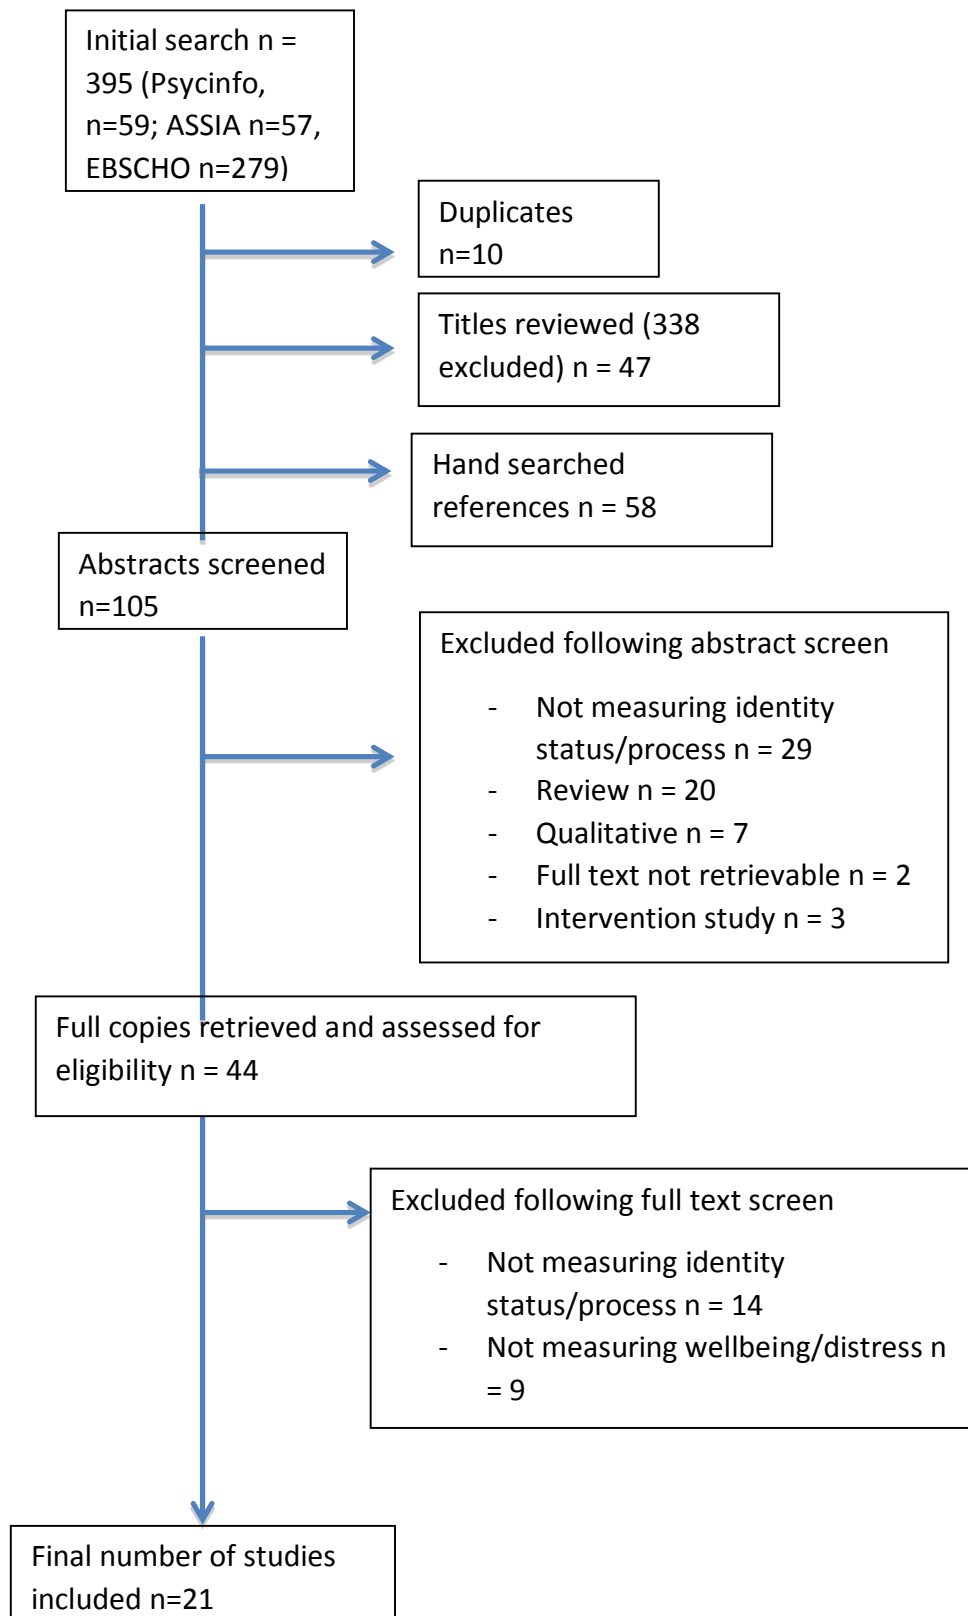 Initial search n =
395 (Psycinfo,
n=59; ASSIA n=57,
EBSCHO n=279)
Duplicates
n=10
Titles reviewed (338
excluded) n = 47
Hand searched
references n = 58
Abstracts screened
n=105
Excluded following abstract screen
- Not measuring identity
status/process n = 29
- Review n = 20
- Qualitative n = 7
- Full text not retrievable n = 2
- Intervention study n = 3
Full copies retrieved and assessed for
eligibility n = 44
Excluded following full text screen
- Not measuring identity
status/process n = 14
- Not measuring wellbeing/distress n
= 9
Final number of studies
included n=21